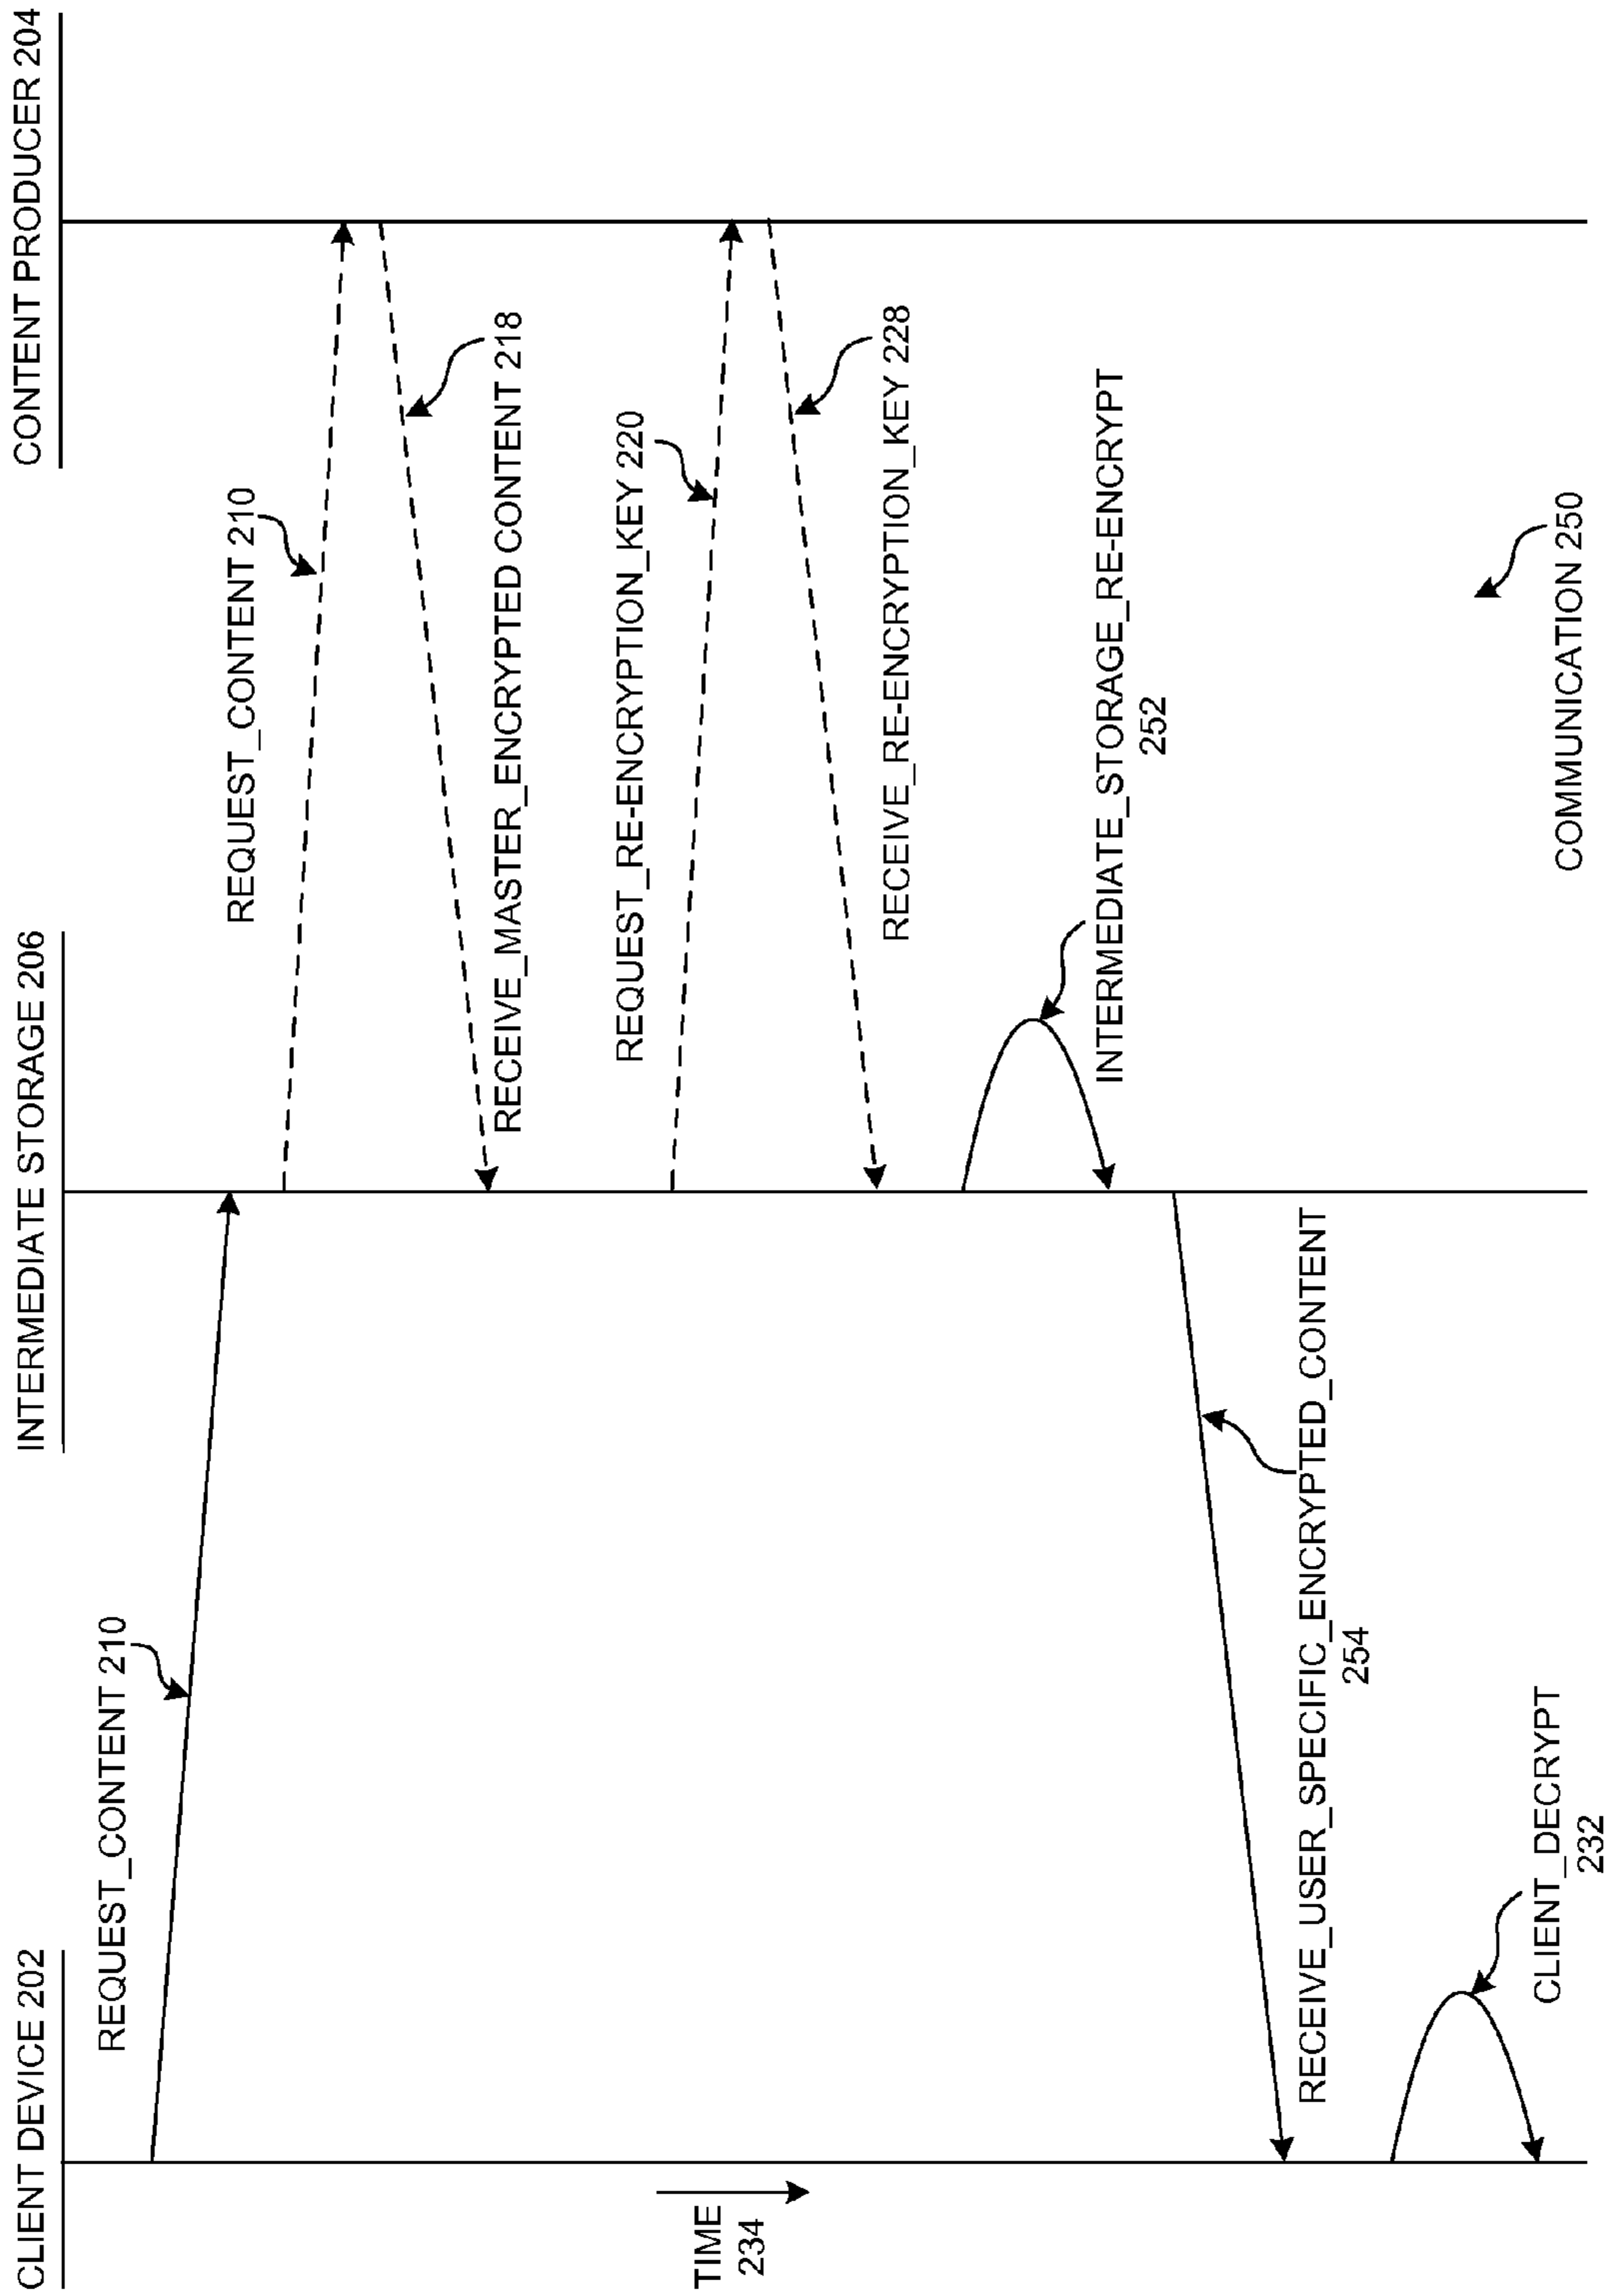 CLIENT DEVICE 202
INTERMEDIATE STORAGE 206
CONTENT PRODUCER 204
REQUEST_CONTENT 210
REQUEST_CONTENT 210
RECEIVE_MASTER_ENCRYPTED CONTENT 218
REQUEST_RE-ENCRYPTION_KEY 220
TIME
234
RECEIVE_RE-ENCRYPTION_KEY 228
INTERMEDIATE_STORAGE_RE-ENCRYPT
252
RECEIVE_USER_SPECIFIC_ENCRYPTED_CONTENT
254
CLIENT_DECRYPT
232
COMMUNICATION 250